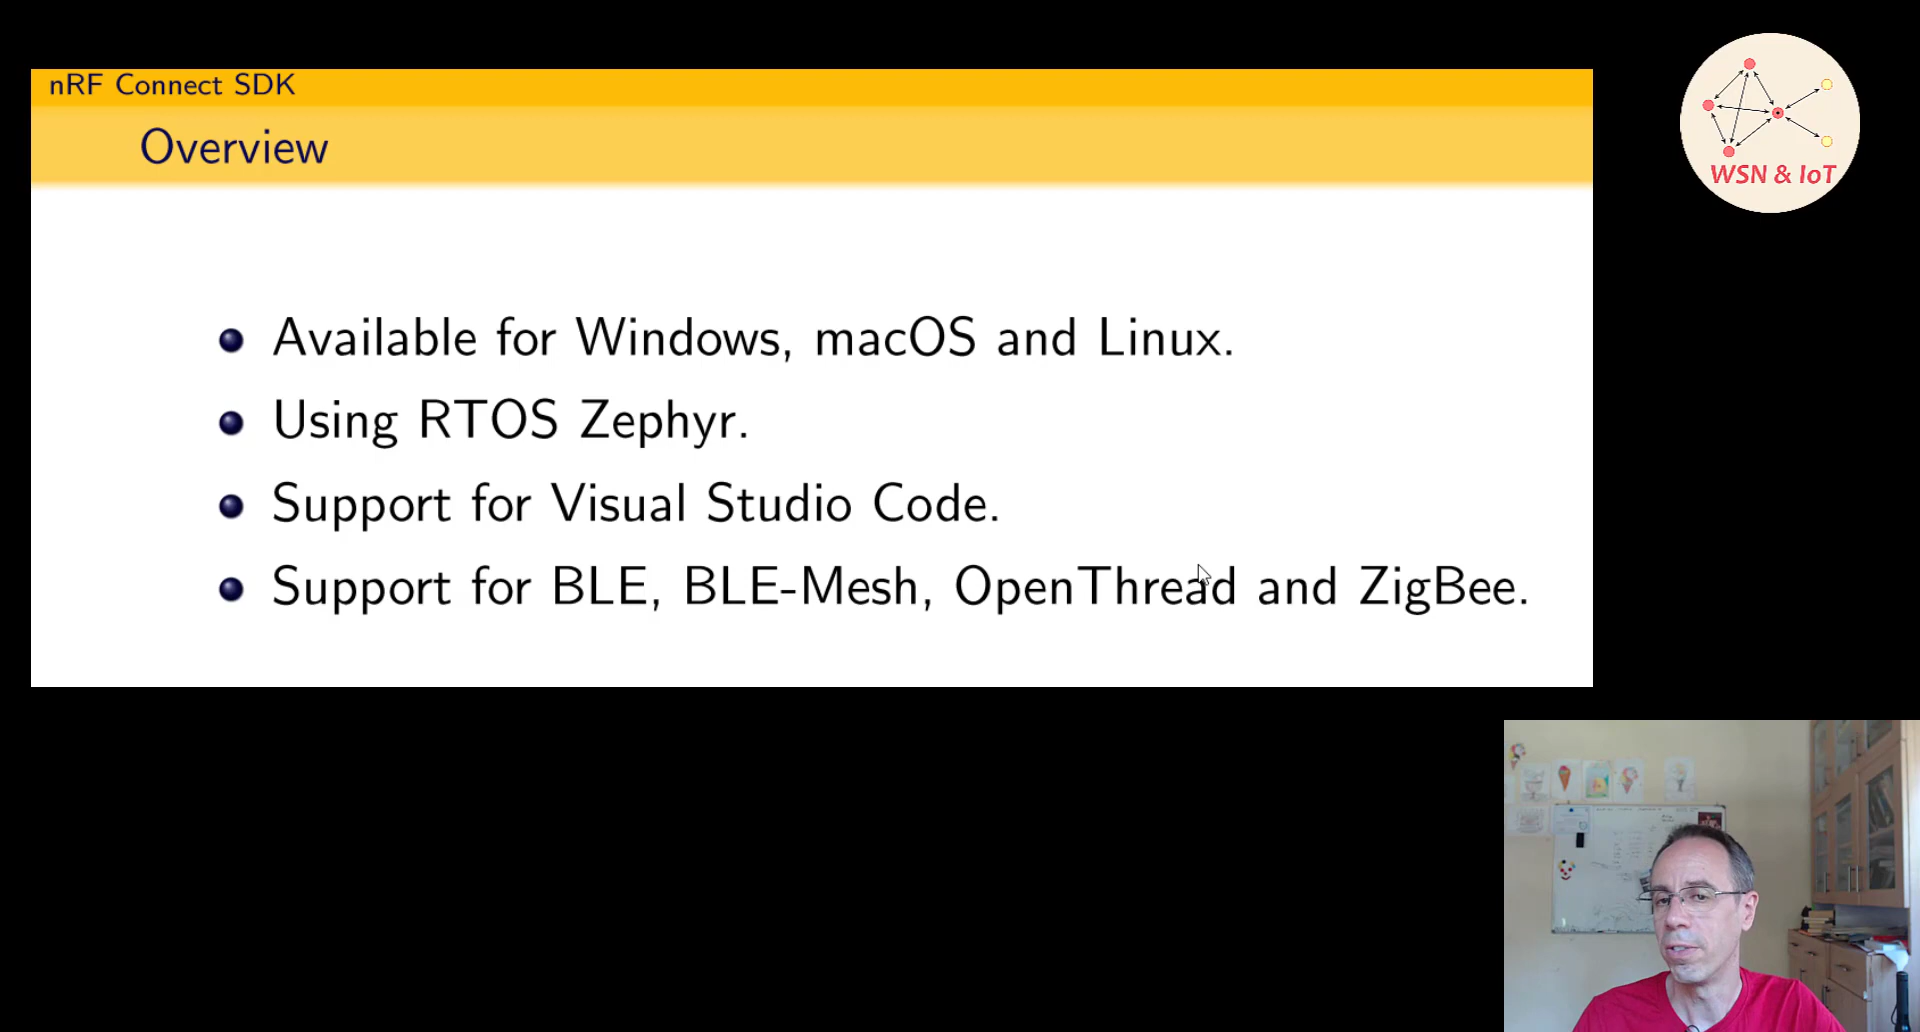 nRF Connect SDK
Overview
Available for Windows, macOS and Linux.
Using RTOS Zephyr.
Support for Visual Studio Code.
Support for BLE, BLE-Mesh, OpenThread and ZigBee.
WSN & IoT